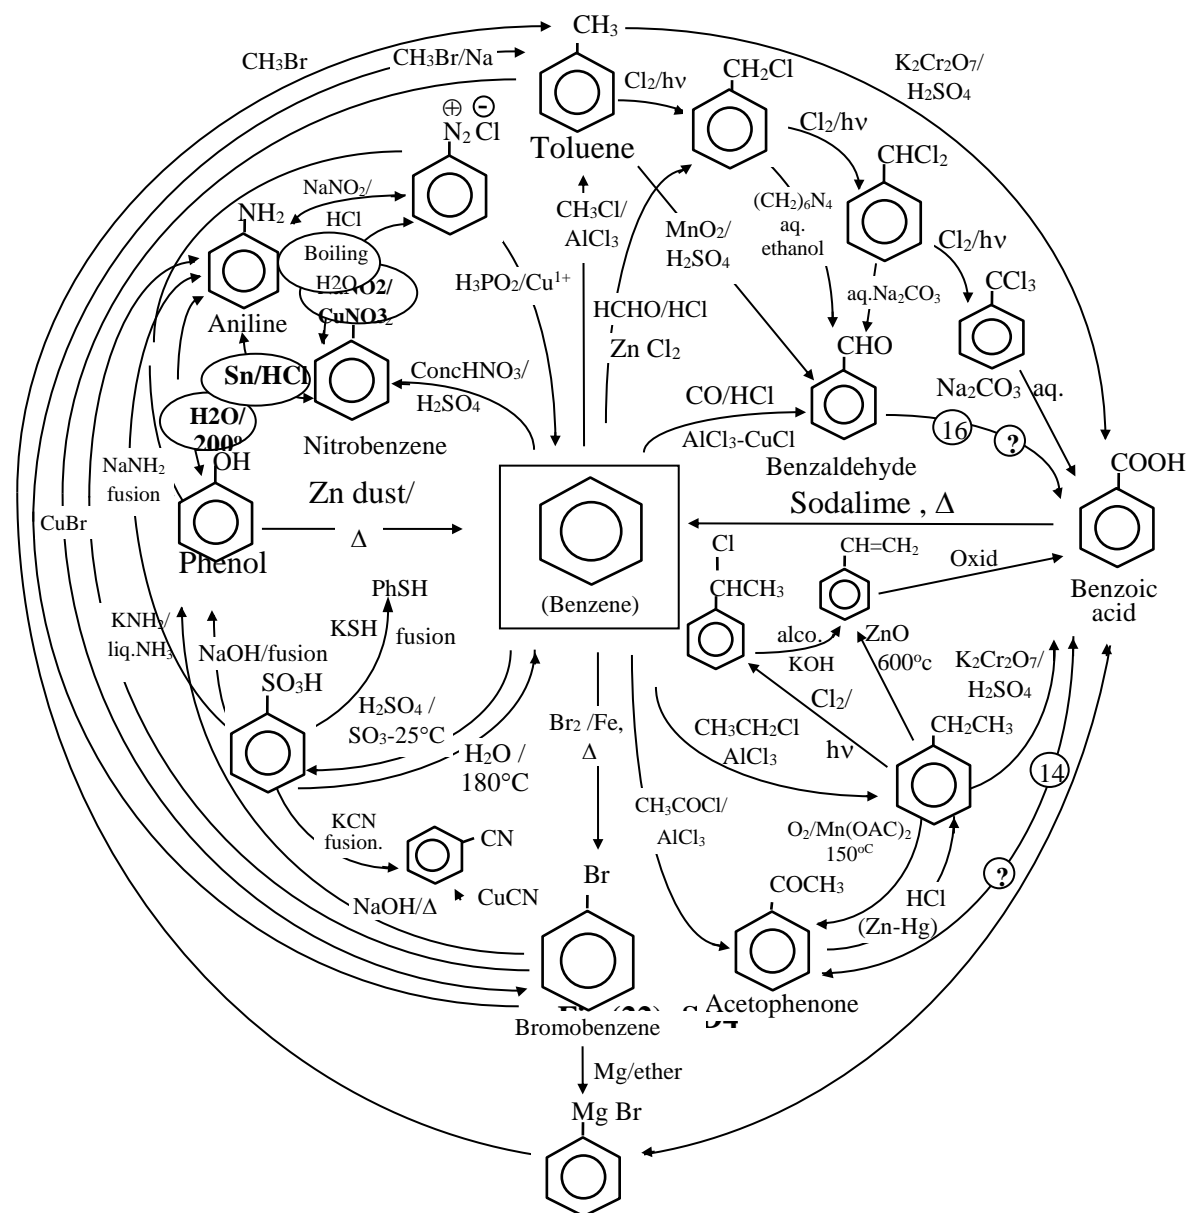 CH3
CH3Br
CH3Br/Na
K2Cr2O7/
H2SO4
Cl2/hν
CH2Cl
Toluene
Cl2/hν
CHCl2
⊕ ⊖
N2 Cl
NaNO2/
HCl
NH2
Boiling
H2O
CuNO3
Aniline
CH3Cl/
AlCl3
MnO2/
H2SO4
(CH2)6N4
aq.
ethanol
Cl2/hν
CCl3
H3PO2/Cu1+
HCHO/HCl
Zn Cl2
aq.Na2CO3
CHO
Sn/HCl
H2O/
200º
ConcHNO3/
H2SO4
Nitrobenzene
CO/HCl
AlCl3-CuCl
Na2CO3 aq.
16
?
Benzaldehyde
COOH
NaNH2
fusion
OH
Zn dust/
Δ
Sodalime , Δ
CuBr
Phenol
(Benzene)
Cl
CHCH3
CH=CH2
Oxid
Benzoic
acid
PhSH
KSH
fusion
KNH2/
liq.NH3
NaOH/fusion
alco.
KOH
ZnO
600oc
K2Cr2O7/
H2SO4
SO3H
H2SO4 /
SO3-25°C
H2O /
180°C
Br2 /Fe,
Δ
CH3CH2Cl
AlCl3
Cl2/
hν
CH2CH3
14
KCN
fusion.
CN
CuCN
NaOH/Δ
CH3COCl/
AlCl3
O2/Mn(OAC)2
150oC
HCl
(Zn-Hg)
?
Br
COCH3
Acetophenone
Bromobenzene
Mg/ether
Mg Br